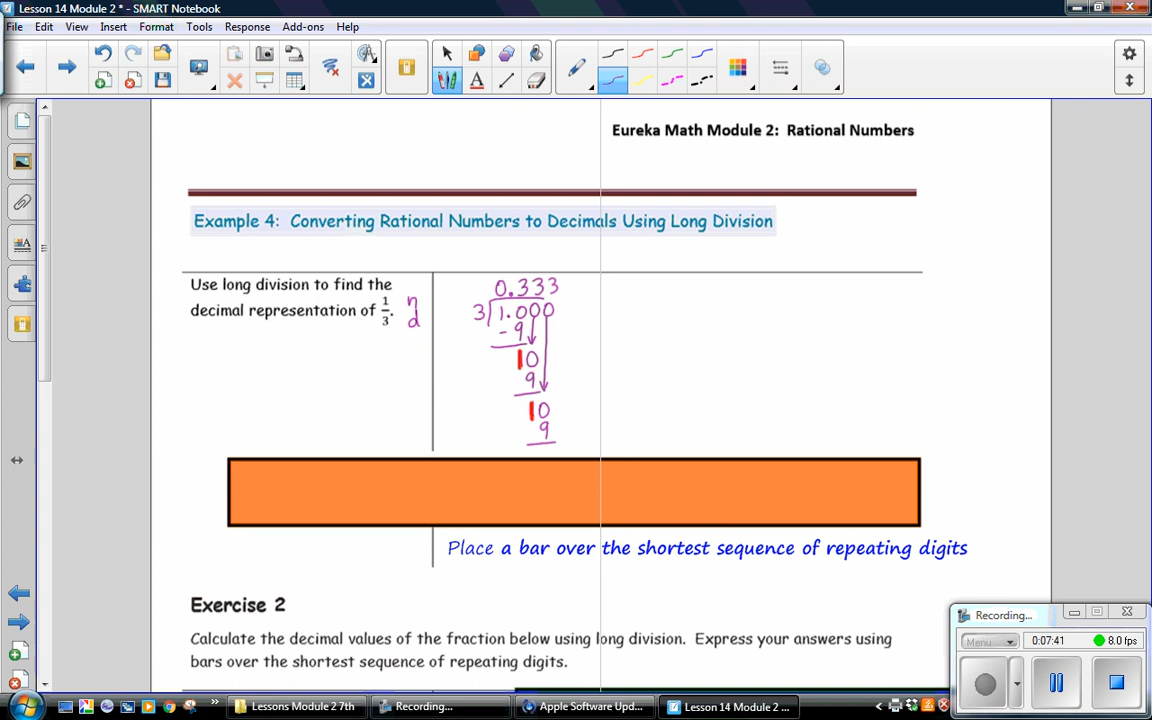 Lesson 14 Module 2 * - SMART Notebook
File Edit View Insert Format Tools Response Add-ons Help
Eureka Math Module 2: Rational Numbers
Example 4: Converting Rational Numbers to Decimals Using Long Division
Use long division to find the
decimal representation of 1/3. n d
0.333
3 1.000
-9
10
9
10
9
Place a bar over the shortest sequence of repeating digits
Exercise 2
Calculate the decimal values of the fraction below using long division. Express your answers using
bars over the shortest sequence of repeating digits.
Recording...
Menu 0:07:41 8.0 fps
Lessons Module 2 7th Recording... Apple Software Upd... Lesson 14 Module 2 ... 7:40 AM